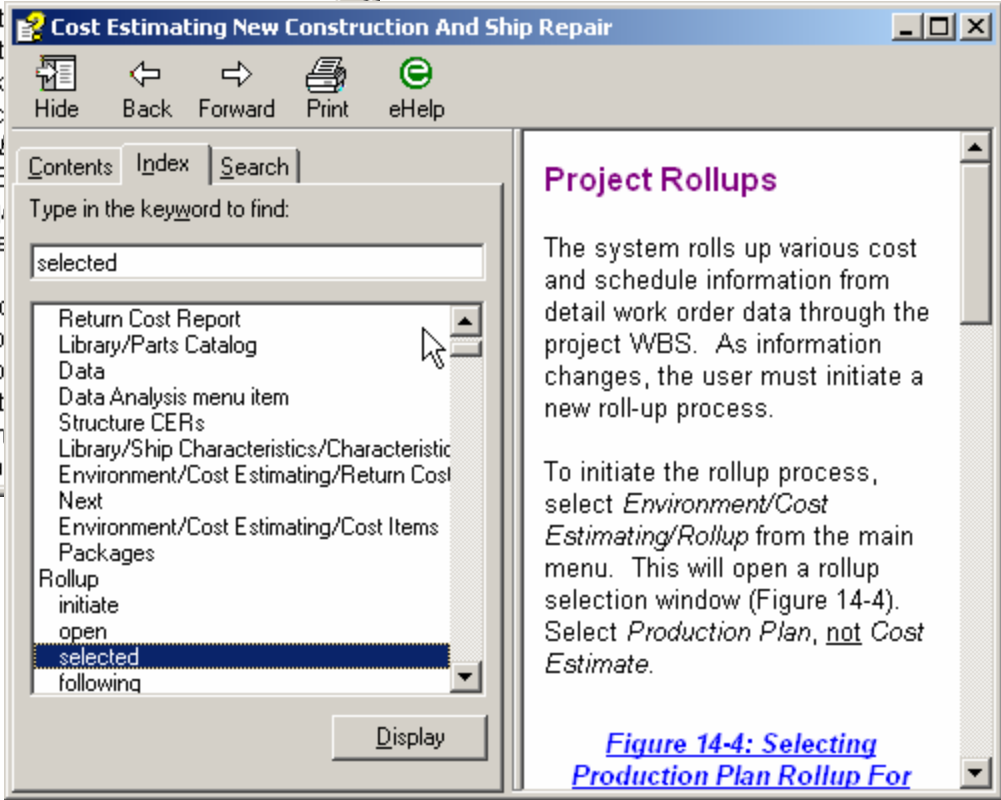 Cost Estimating New Construction And Ship Repair
Hide Back Forward Print eHelp
Contents Index Search
Type in the keyword to find:
selected
Return Cost Report
Library/Parts Catalog
Data
Data Analysis menu item
Structure CERs
Library/Ship Characteristics/Characteristic
Environment/Cost Estimating/Return Cost
Next
Environment/Cost Estimating/Cost Items
Packages
Rollup
initiate
open
selected
following
Display
Project Rollups
The system rolls up various cost
and schedule information from
detail work order data through the
project WBS. As information
changes, the user must initiate a
new roll-up process.
To initiate the rollup process,
select Environment/Cost
Estimating/Rollup from the main
menu. This will open a rollup
selection window (Figure 14-4).
Select Production Plan, not Cost
Estimate.
Figure 14-4: Selecting
Production Plan Rollup For